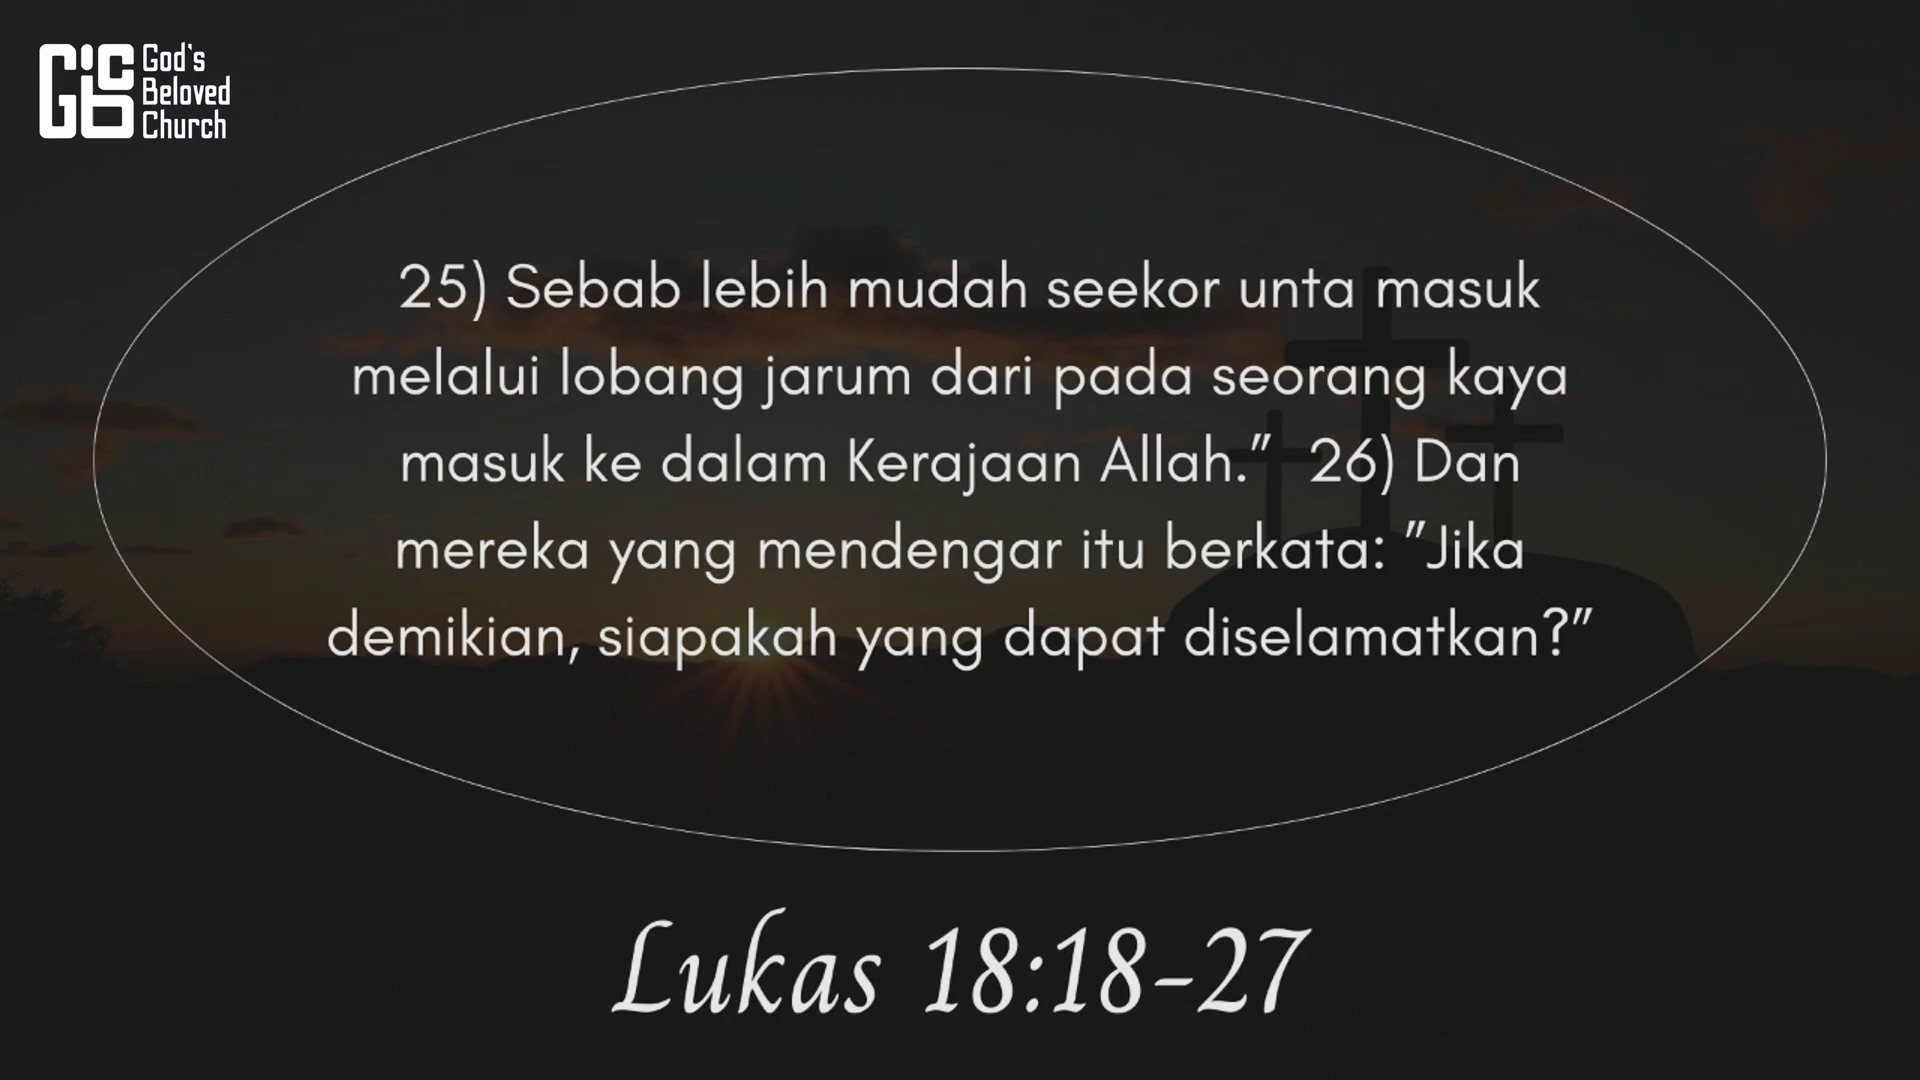 GBC
God's
Beloved
Church
25) Sebab lebih mudah seekor unta masuk
melalui lobang jarum dari pada seorang kaya
masuk ke dalam Kerajaan Allah.”  26) Dan
mereka yang mendengar itu berkata: ”Jika
demikian, siapakah yang dapat diselamatkan?”
Lukas 18:18-27